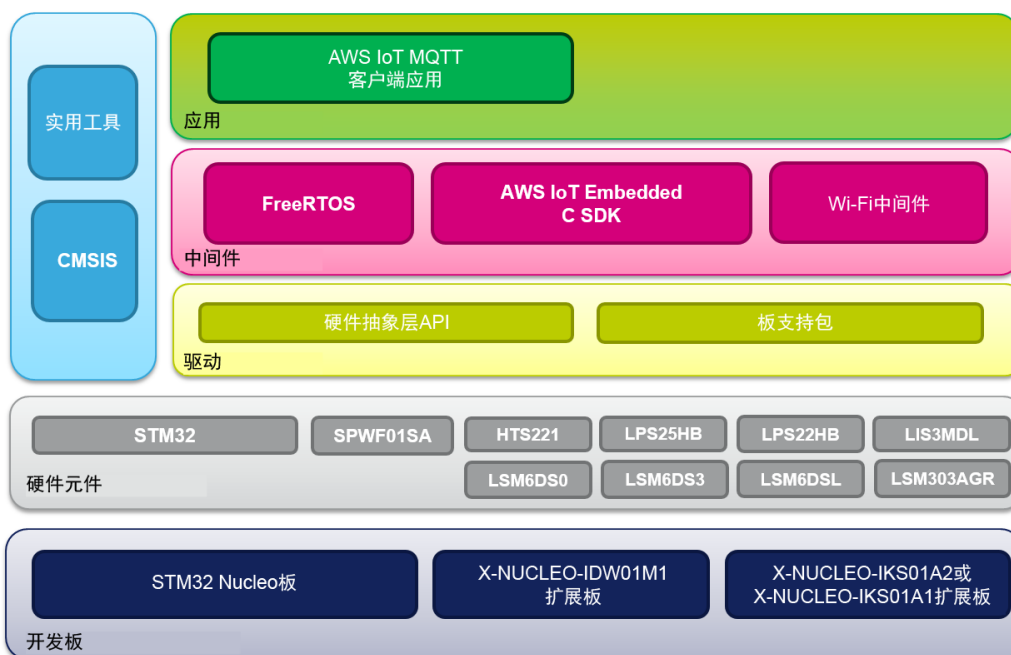 实用工具
CMSIS
AWS IoT MQTT
客户端应用
应用
FreeRTOS
AWS IoT Embedded
C SDK
Wi-Fi中间件
中间件
硬件抽象层API
板支持包
驱动
STM32
SPWF01SA
HTS221
LPS25HB
LPS22HB
LIS3MDL
LSM6DS0
LSM6DS3
LSM6DSL
LSM303AGR
硬件元件
STM32 Nucleo板
X-NUCLEO-IDW01M1
扩展板
X-NUCLEO-IKS01A2或
X-NUCLEO-IKS01A1扩展板
开发板